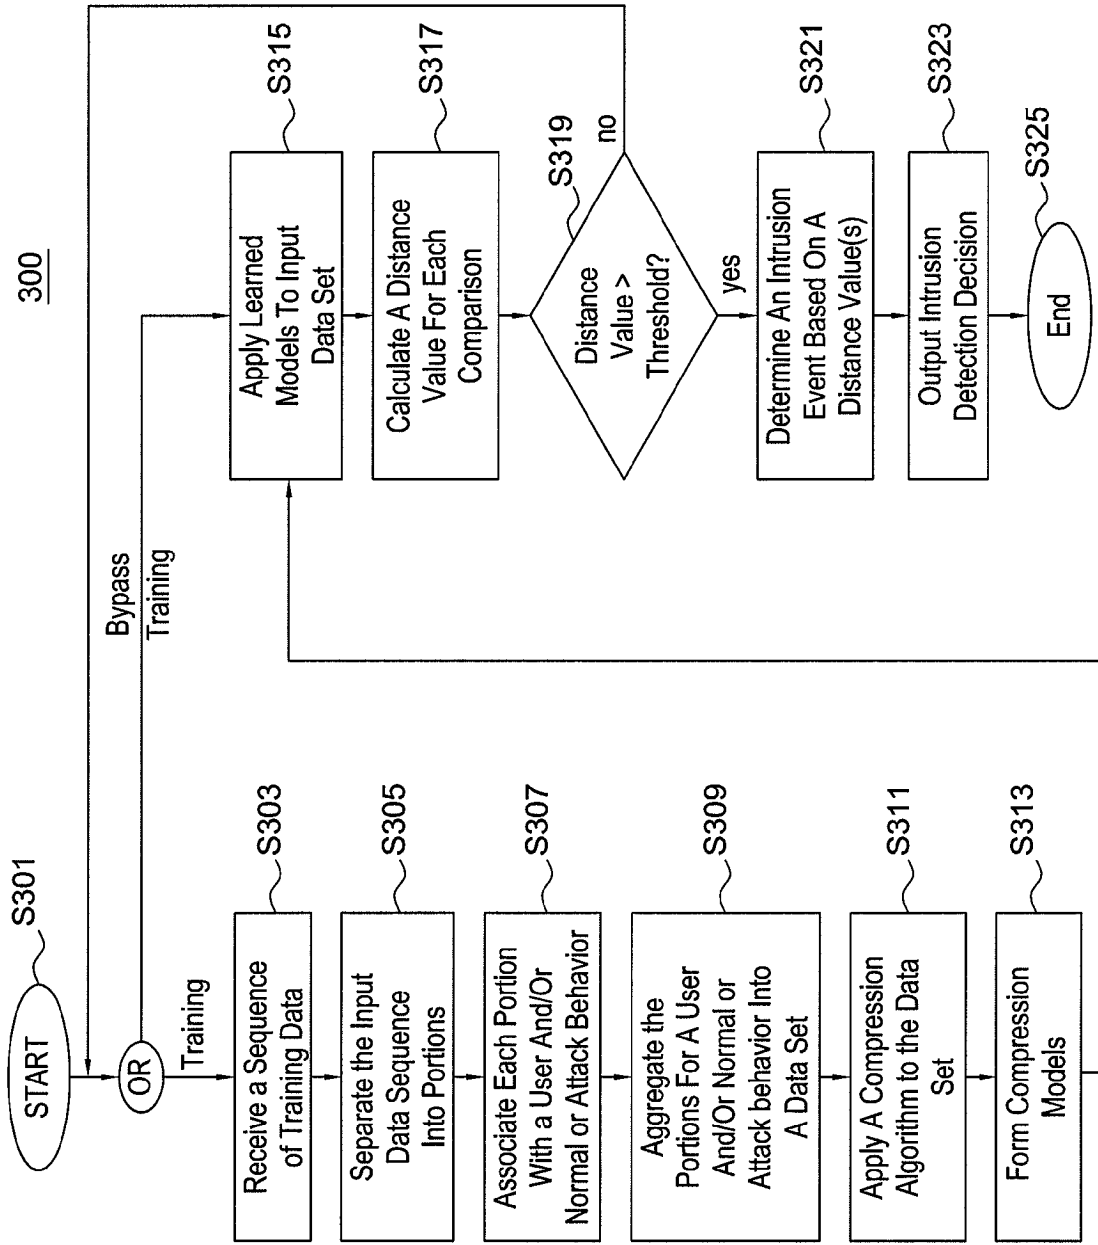 300
START
S301
OR
Training
Bypass
Training
Receive a Sequence
of Training Data
S303
Separate the Input
Data Sequence
Into Portions
S305
Associate Each Portion
With a User And/Or
Normal or Attack Behavior
S307
Aggregate the
Portions For A User
And/Or Normal or
Attack behavior Into
A Data Set
S309
Apply A Compression
Algorithm to the Data
Set
S311
Form Compression
Models
S313
Apply Learned
Models To Input
Data Set
S315
Calculate A Distance
Value For Each
Comparison
S317
Distance
Value >
Threshold?
S319
no
yes
Determine An Intrusion
Event Based On A
Distance Value(s)
S321
Output Intrusion
Detection Decision
S323
End
S325